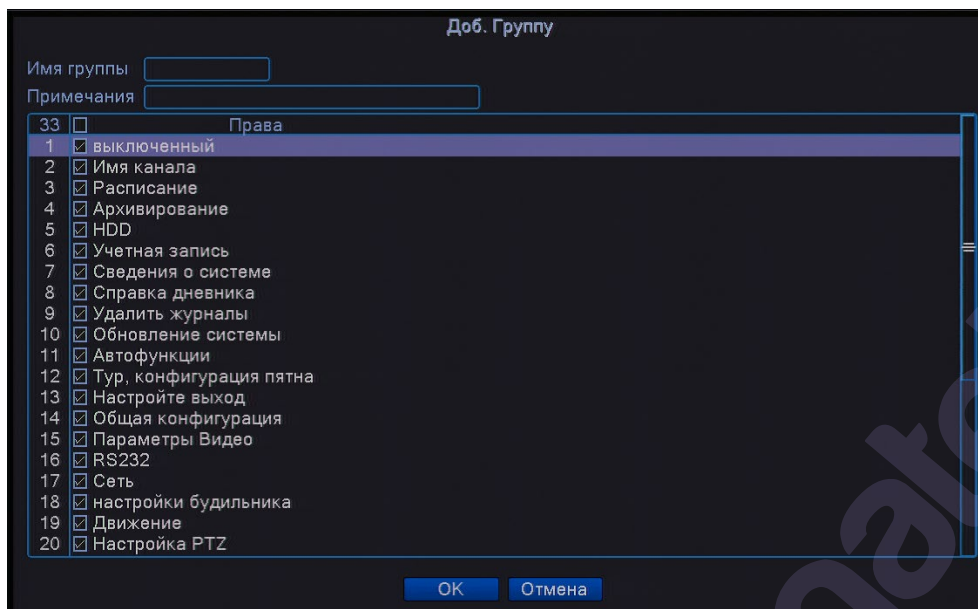 Доб. Группу
Имя группы
Примечания
33 Права
1 выключенный
2 Имя канала
3 Расписание
4 Архивирование
5 HDD
6 Учетная запись
7 Сведения о системе
8 Справка дневника
9 Удалить журналы
10 Обновление системы
11 Автофункции
12 Тур, конфигурация пятна
13 Настройте выход
14 Общая конфигурация
15 Параметры Видео
16 RS232
17 Сеть
18 настройки будильника
19 Движение
20 Настройка PTZ
OK Отмена